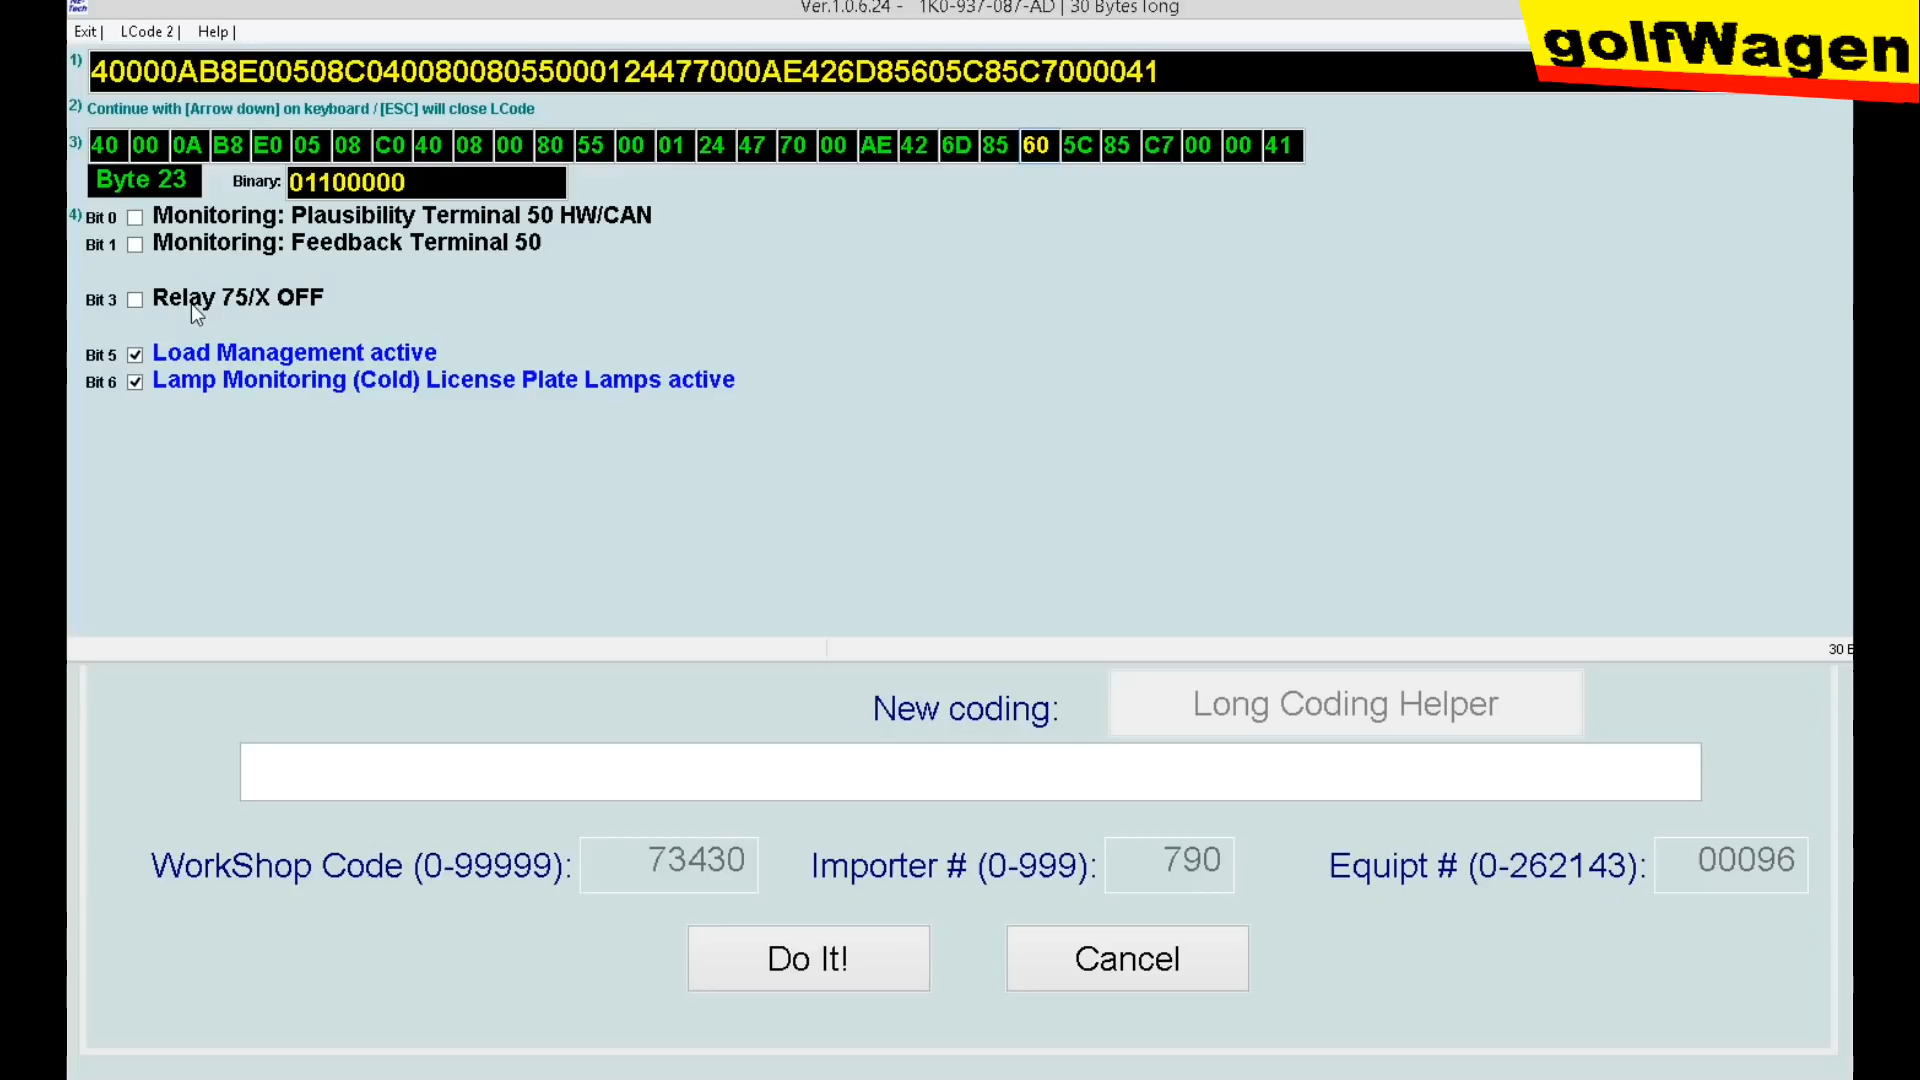 NE-
Tech
Ver.1.0.6.24 - 1K0-937-087-AD | 30 Bytes long
golfWagen
Exit | LCode 2 | Help |
1) 40000AB8E00508C04008008055000124477000AE426D85605C85C7000041
2) Continue with [Arrow down] on keyboard / [ESC] will close LCode
3) 40 00 0A B8 E0 05 08 C0 40 08 00 80 55 00 01 24 47 70 00 AE 42 6D 85 60 5C 85 C7 00 00 41
Byte 23 Binary: 01100000
4) Bit 0 Monitoring: Plausibility Terminal 50 HW/CAN
Bit 1 Monitoring: Feedback Terminal 50
Bit 3 Relay 75/X OFF
Bit 5 Load Management active
Bit 6 Lamp Monitoring (Cold) License Plate Lamps active
30 B
New coding: Long Coding Helper
WorkShop Code (0-99999): 73430 Importer # (0-999): 790 Equipt # (0-262143): 00096
Do It! Cancel